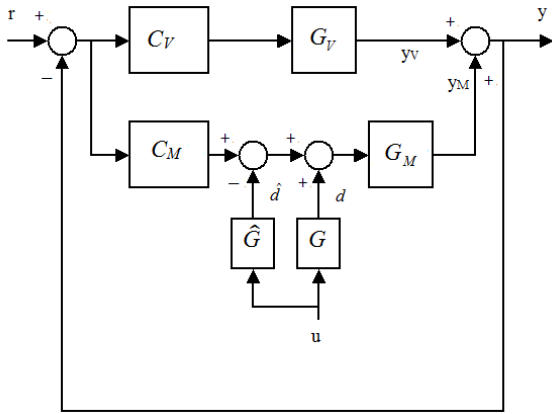 r + C_V G_V + y
− y_V
y_M +
C_M + + G_M
− d̂ + d
Ĝ G
u